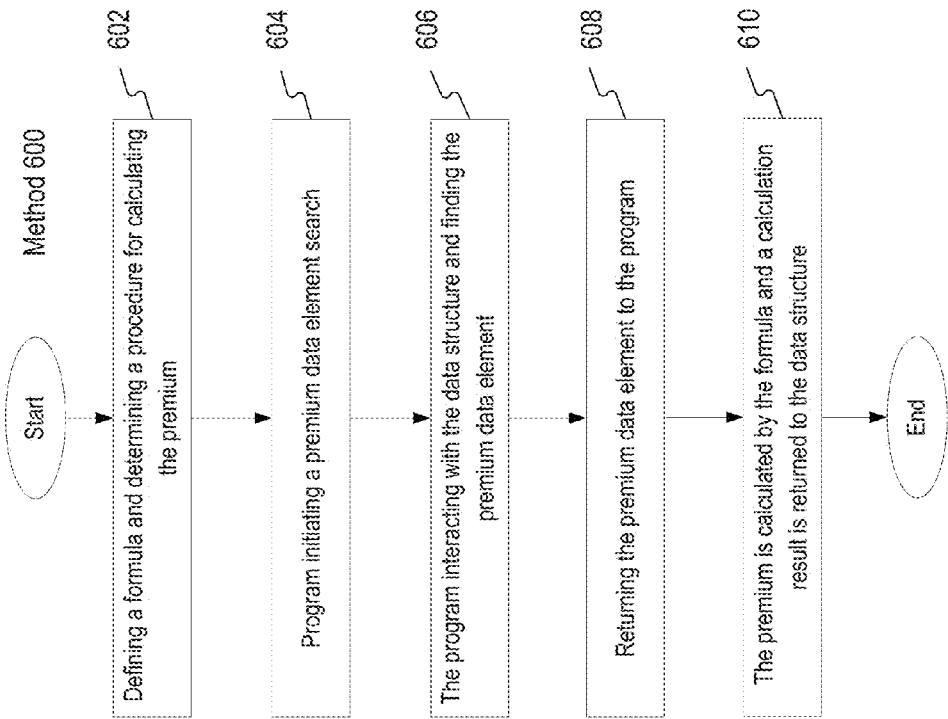 Method 600
Start
602
Defining a formula and determining a procedure for calculating
the premium
604
Program initiating a premium data element search
606
The program interacting with the data structure and finding the
premium data element
608
Returning the premium data element to the program
610
The premium is calculated by the formula and a calculation
result is returned to the data structure
End